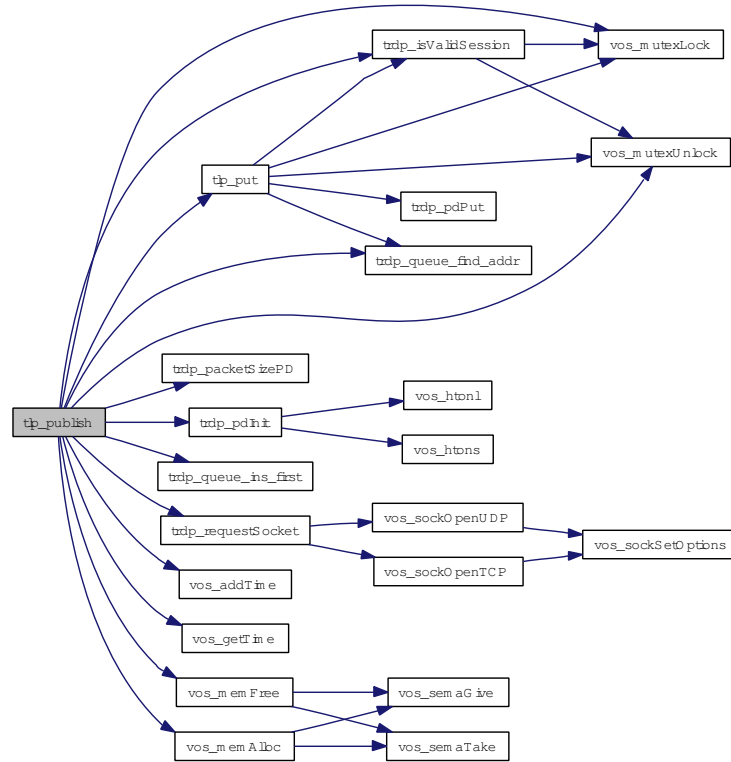 trdp_isValidSession
vos_mutexLock
vos_mutexUnlock
tlp_put
trdp_pdPut
trdp_queue_find_addr
trdp_packetSizePD
vos_htonl
tlp_publish
trdp_pdInit
vos_htons
trdp_queue_ins_first
vos_sockOpenUDP
trdp_requestSocket
vos_sockSetOptions
vos_sockOpenTCP
vos_addTime
vos_getTime
vos_memFree
vos_semaGive
vos_memAlloc
vos_semaTake